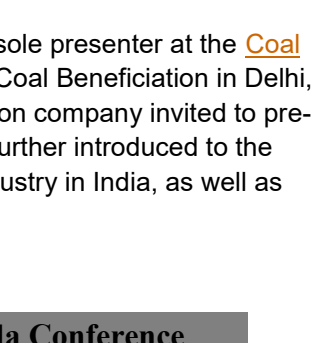 sole presenter at the Coal
Coal Beneficiation in Delhi,
on company invited to pre-
urther introduced to the
ustry in India, as well as
la Conference